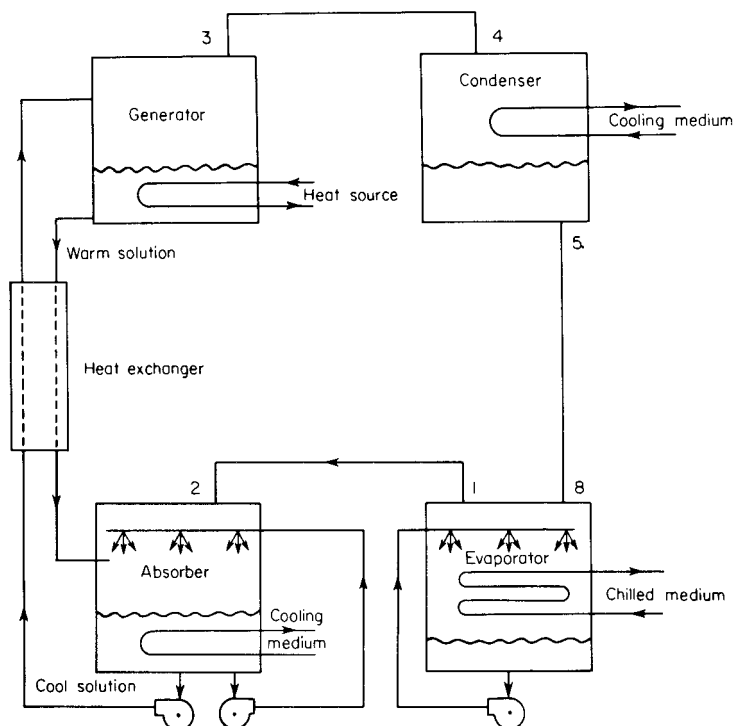 3
4
Condenser
Generator
Cooling medium
Heat source
5.
Warm solution
Heat exchanger
2
1
8
Evaporator
Absorber
Chilled medium
Cooling
medium
Cool solution